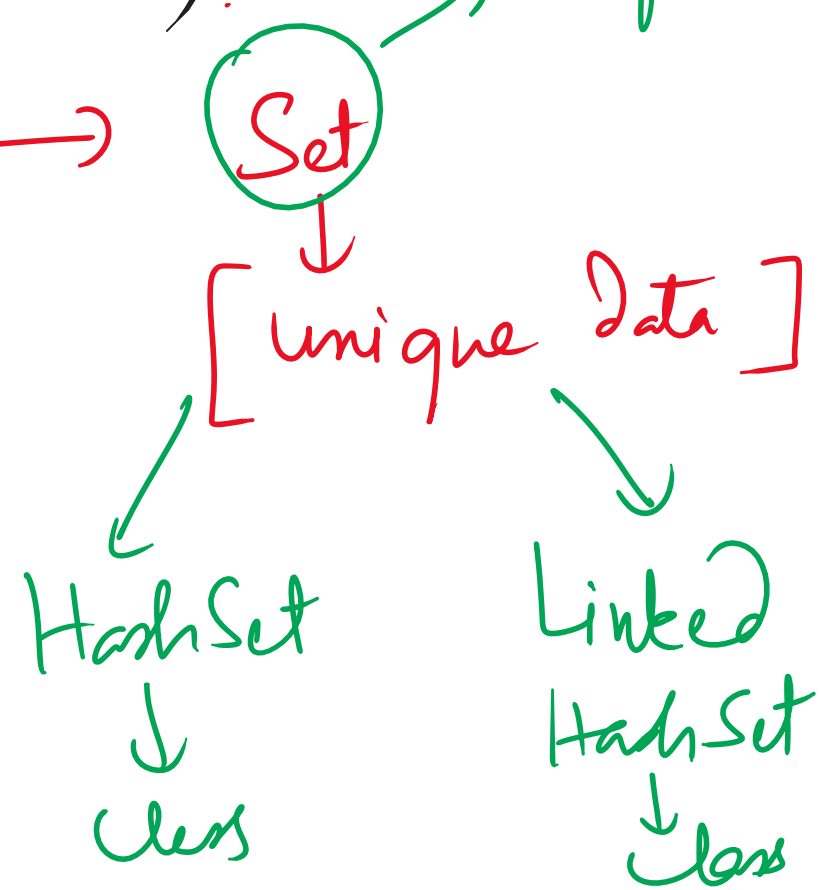 Set
[ unique Data ]
HashSet
Linked
HashSet
class
class